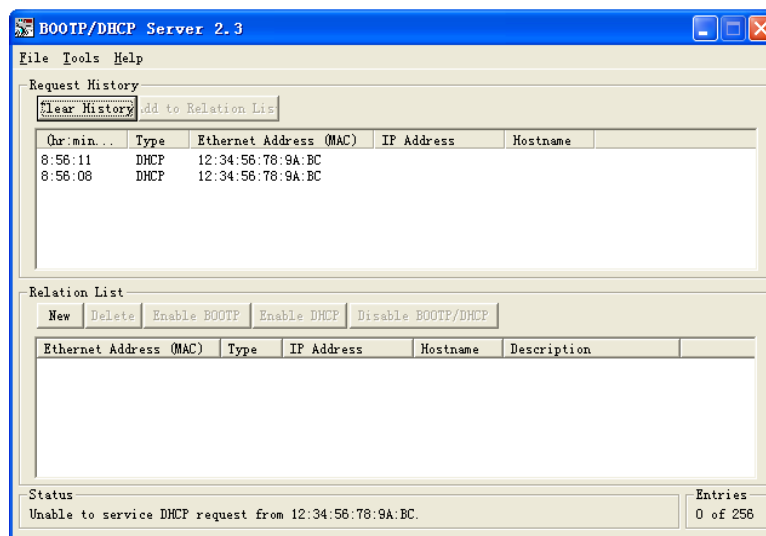 BOOTP/DHCP Server 2.3
File Tools Help
Request History
Clear History dd to Relation Lis
(hr:min... Type Ethernet Address (MAC) IP Address Hostname
8:56:11 DHCP 12:34:56:78:9A:BC
8:56:08 DHCP 12:34:56:78:9A:BC
Relation List
New Delete Enable BOOTP Enable DHCP Disable BOOTP/DHCP
Ethernet Address (MAC) Type IP Address Hostname Description
Status
Unable to service DHCP request from 12:34:56:78:9A:BC.
Entries
0 of 256